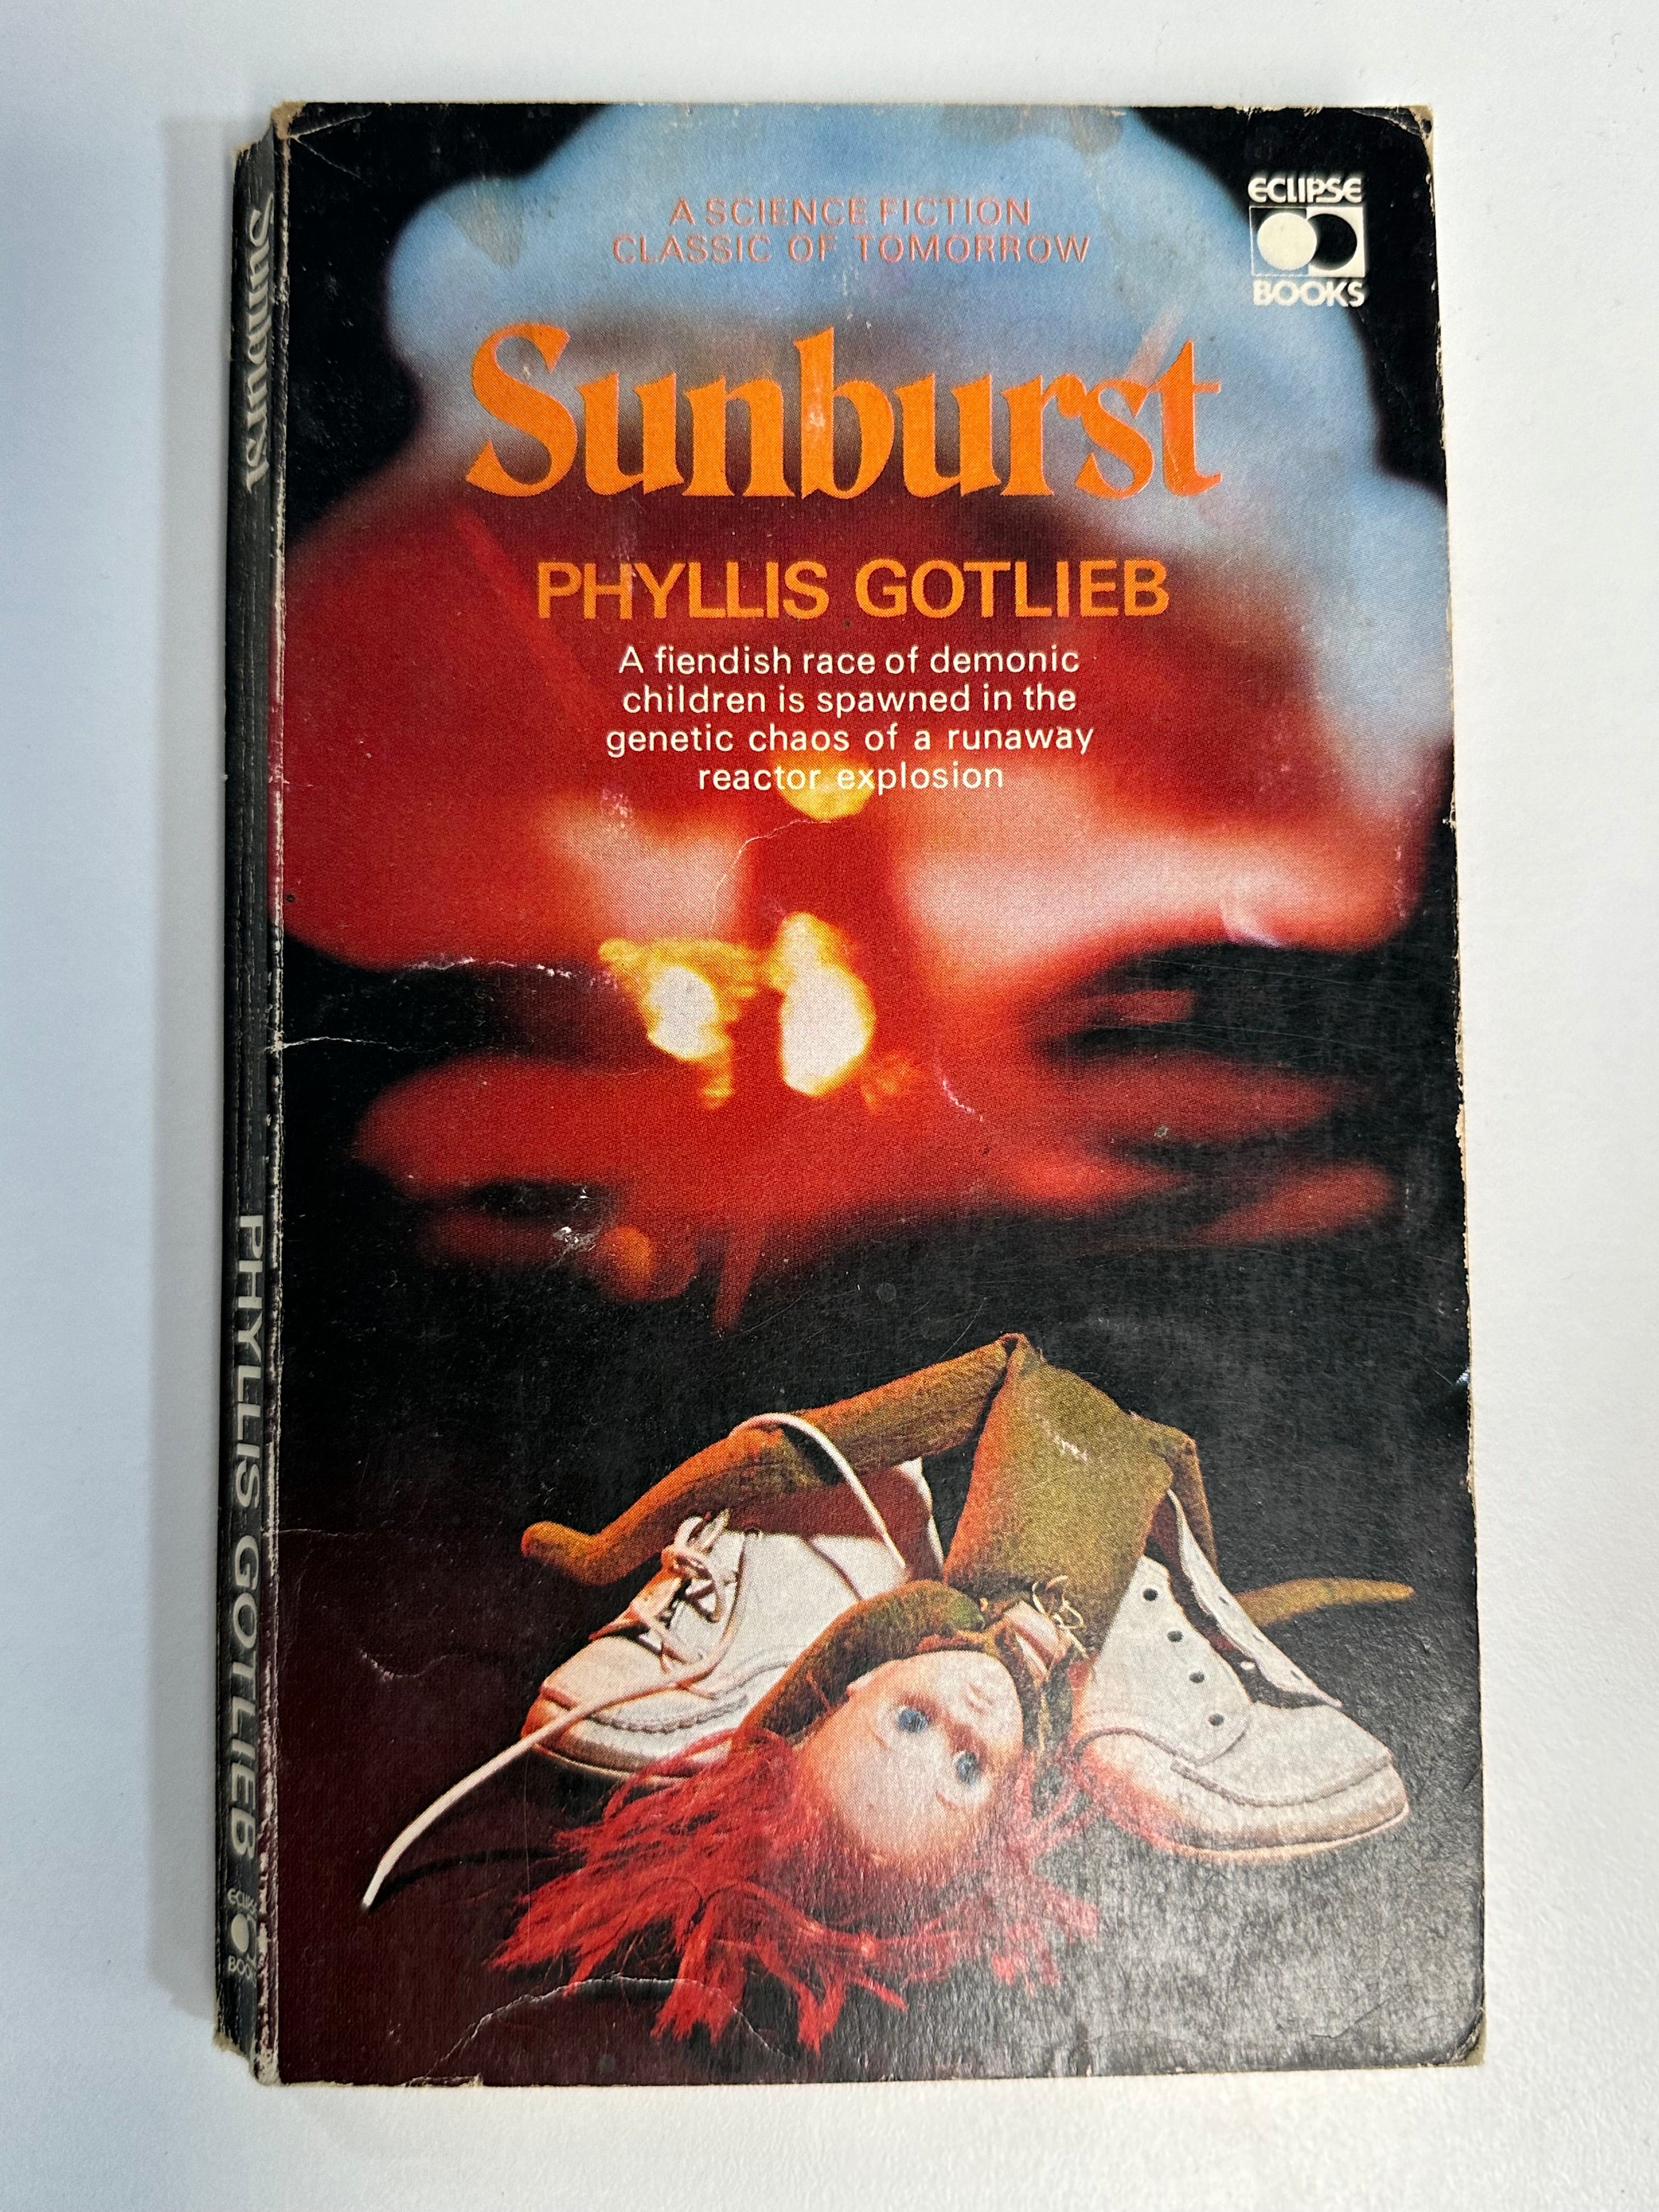 A SCIENCE FICTION
CLASSIC OF TOMORROW
ECLIPSE
BOOKS
Sunburst
PHYLLIS GOTLIEB
A fiendish race of demonic
children is spawned in the
genetic chaos of a runaway
reactor explosion
Sunburst
PHYLLIS GOTLIEB